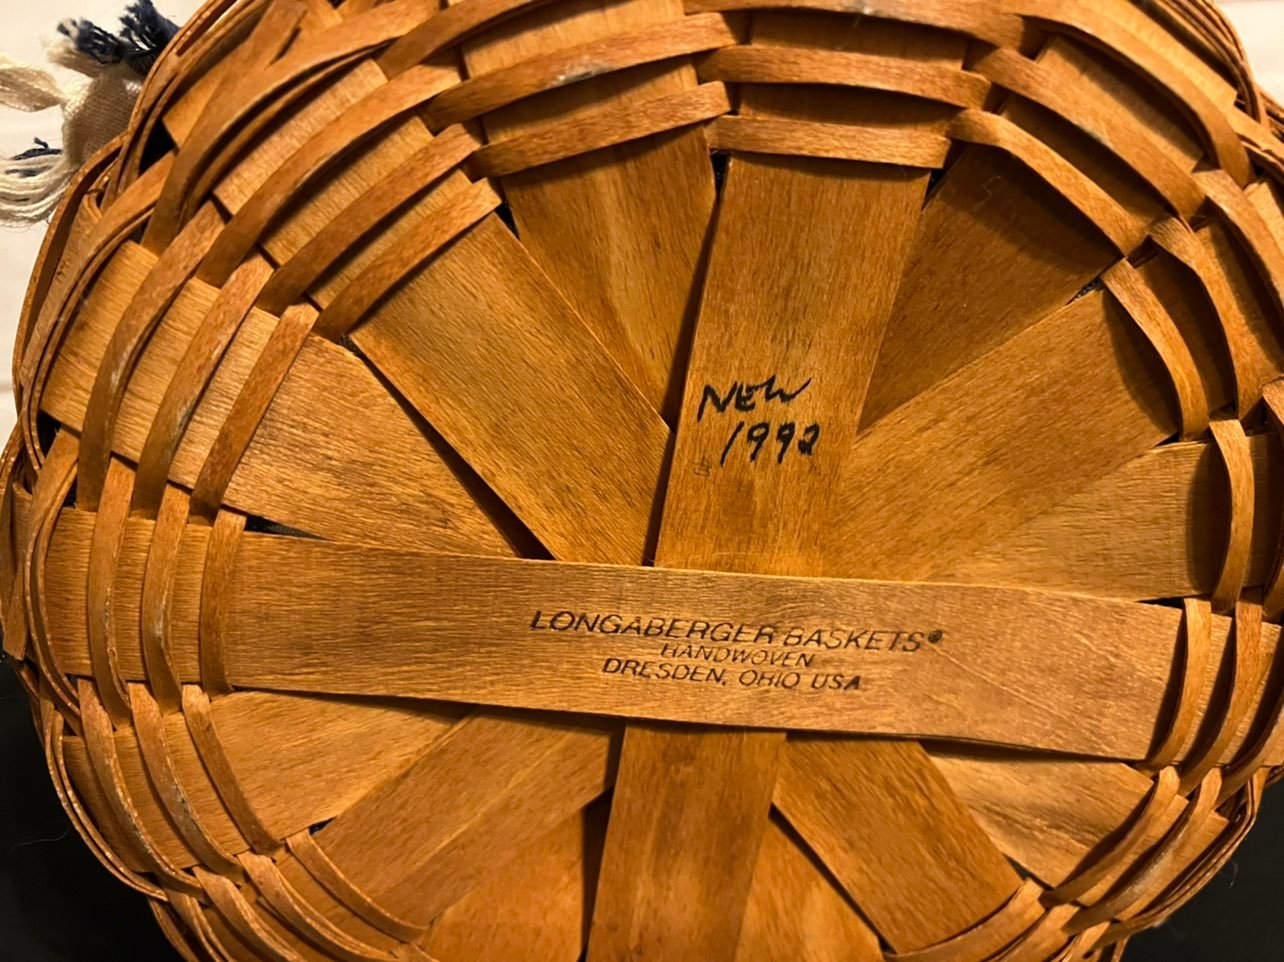 NEW
1992
LONGABERGER BASKETS®
HANDWOVEN
DRESDEN, OHIO USA